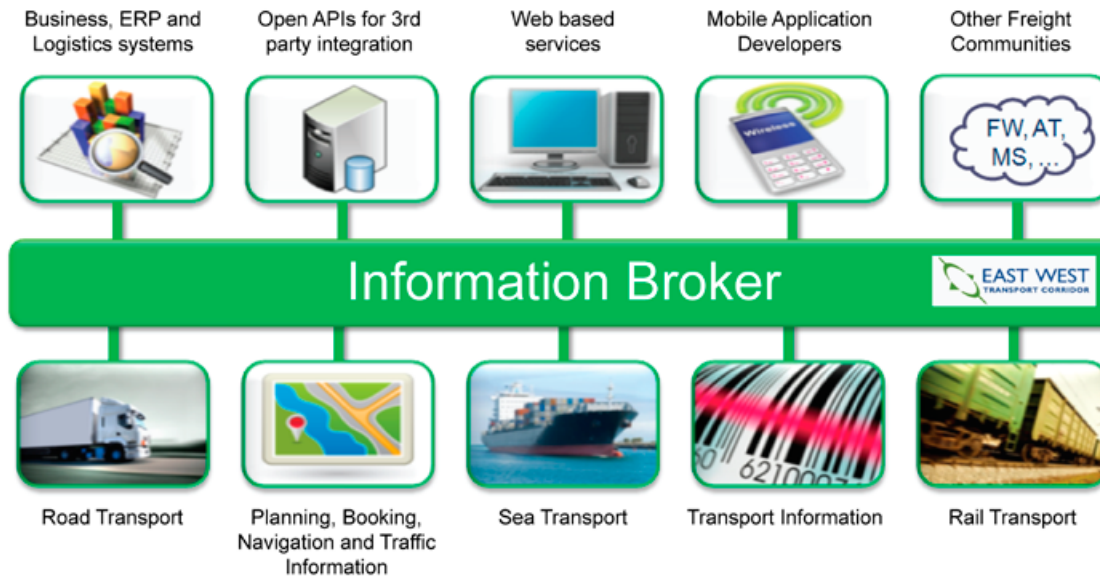 Business, ERP and
Logistics systems
Open APIs for 3rd
party integration
Web based
services
Mobile Application
Developers
Other Freight
Communities
Wireless
FW, AT,
MS, ...
Information Broker
EAST WEST
TRANSPORT CORRIDOR
Road Transport
Planning, Booking,
Navigation and Traffic
Information
Sea Transport
Transport Information
Rail Transport